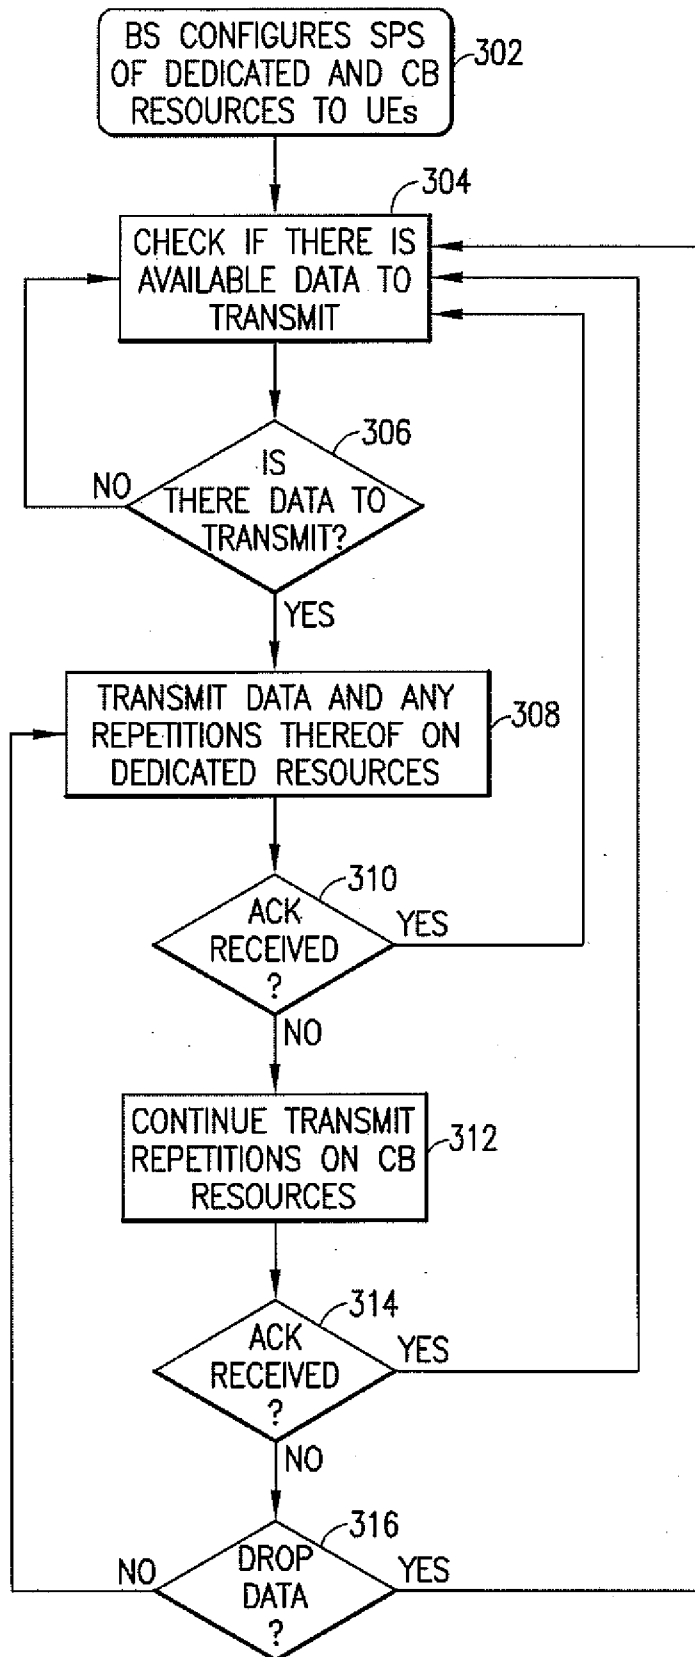 BS CONFIGURES SPS
OF DEDICATED AND CB
RESOURCES TO UEs
302
304
CHECK IF THERE IS
AVAILABLE DATA TO
TRANSMIT
306
IS
THERE DATA TO
TRANSMIT?
NO
YES
TRANSMIT DATA AND ANY
REPETITIONS THEREOF ON
DEDICATED RESOURCES
308
310
ACK
RECEIVED
?
YES
NO
CONTINUE TRANSMIT
REPETITIONS ON CB
RESOURCES
312
314
ACK
RECEIVED
?
YES
NO
316
DROP
DATA
?
NO
YES